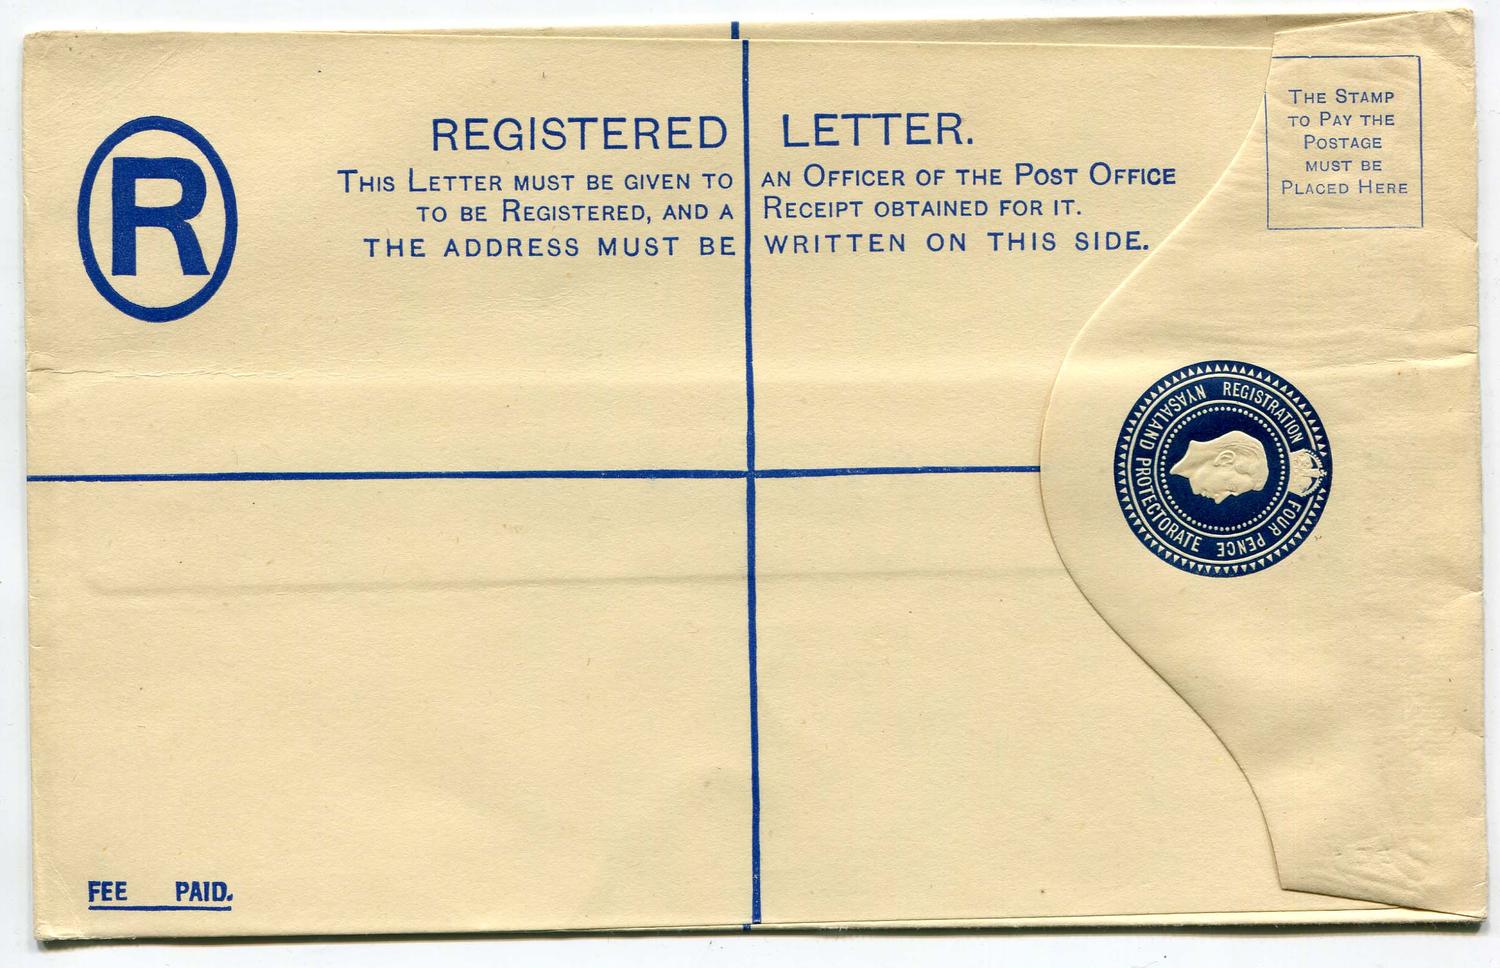 R
REGISTERED LETTER.
THIS LETTER MUST BE GIVEN TO AN OFFICER OF THE POST OFFICE
TO BE REGISTERED, AND A RECEIPT OBTAINED FOR IT.
THE ADDRESS MUST BE WRITTEN ON THIS SIDE.
THE STAMP
TO PAY THE
POSTAGE
MUST BE
PLACED HERE
NYASALAND PROTECTORATE
REGISTRATION FOUR PENCE
FEE PAID.